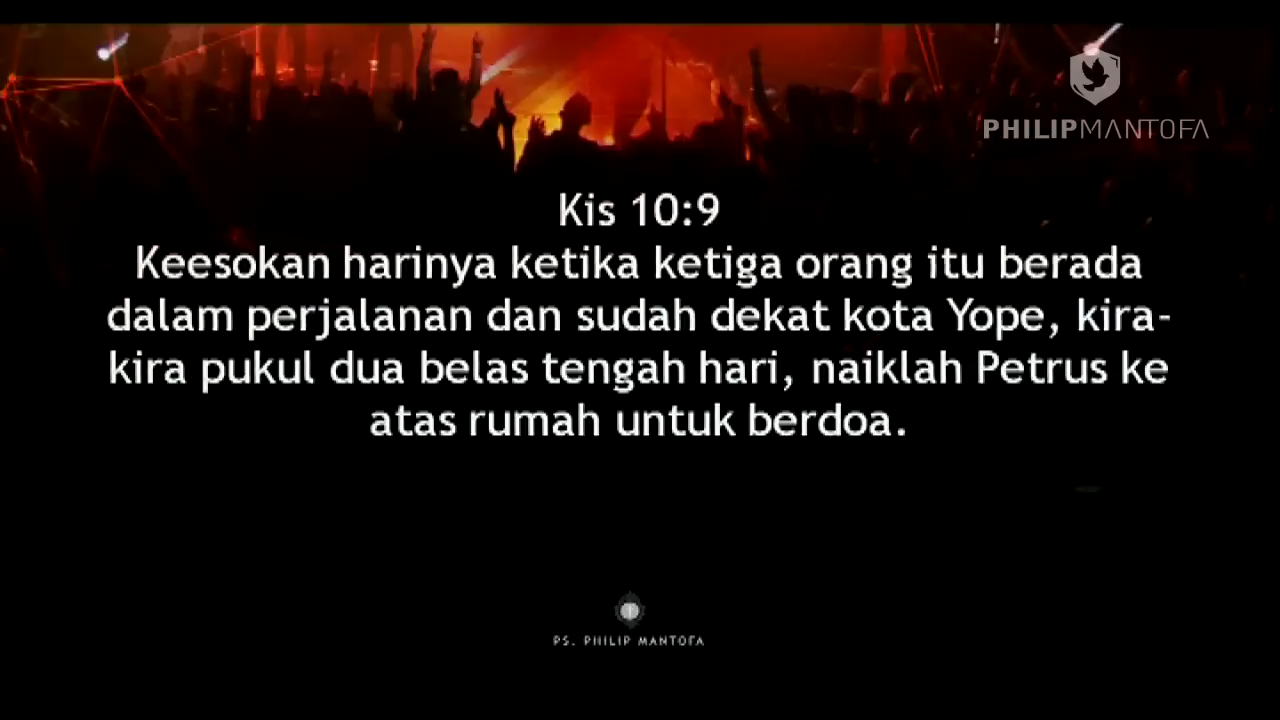 PHILIPMANTOFA
Kis 10:9
Keesokan harinya ketika ketiga orang itu berada
dalam perjalanan dan sudah dekat kota Yope, kira-
kira pukul dua belas tengah hari, naiklah Petrus ke
atas rumah untuk berdoa.
PS. PHILIP MANTOFA